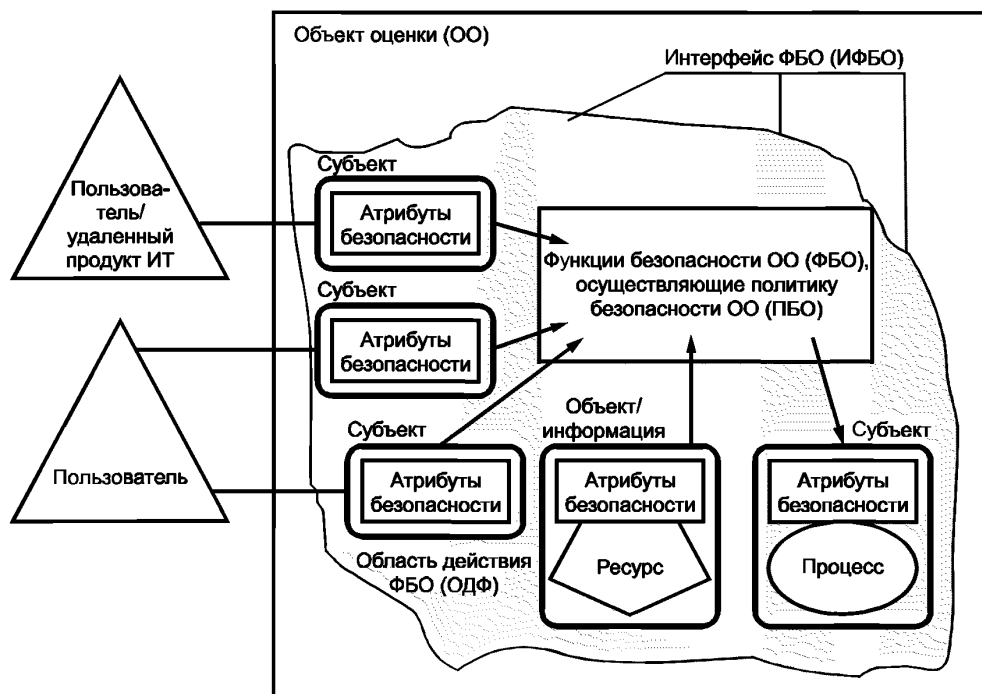 Объект оценки (ОО)
Интерфейс ФБО (ИФБО)
Субъект
Пользова-
тель/
удаленный
продукт ИТ
Атрибуты
безопасности
Функции безопасности ОО (ФБО),
осуществляющие политику
безопасности ОО (ПБО)
Субъект
Атрибуты
безопасности
Пользователь
Субъект
Атрибуты
безопасности
Объект/
информация
Атрибуты
безопасности
Ресурс
Субъект
Атрибуты
безопасности
Процесс
Область действия
ФБО (ОДФ)